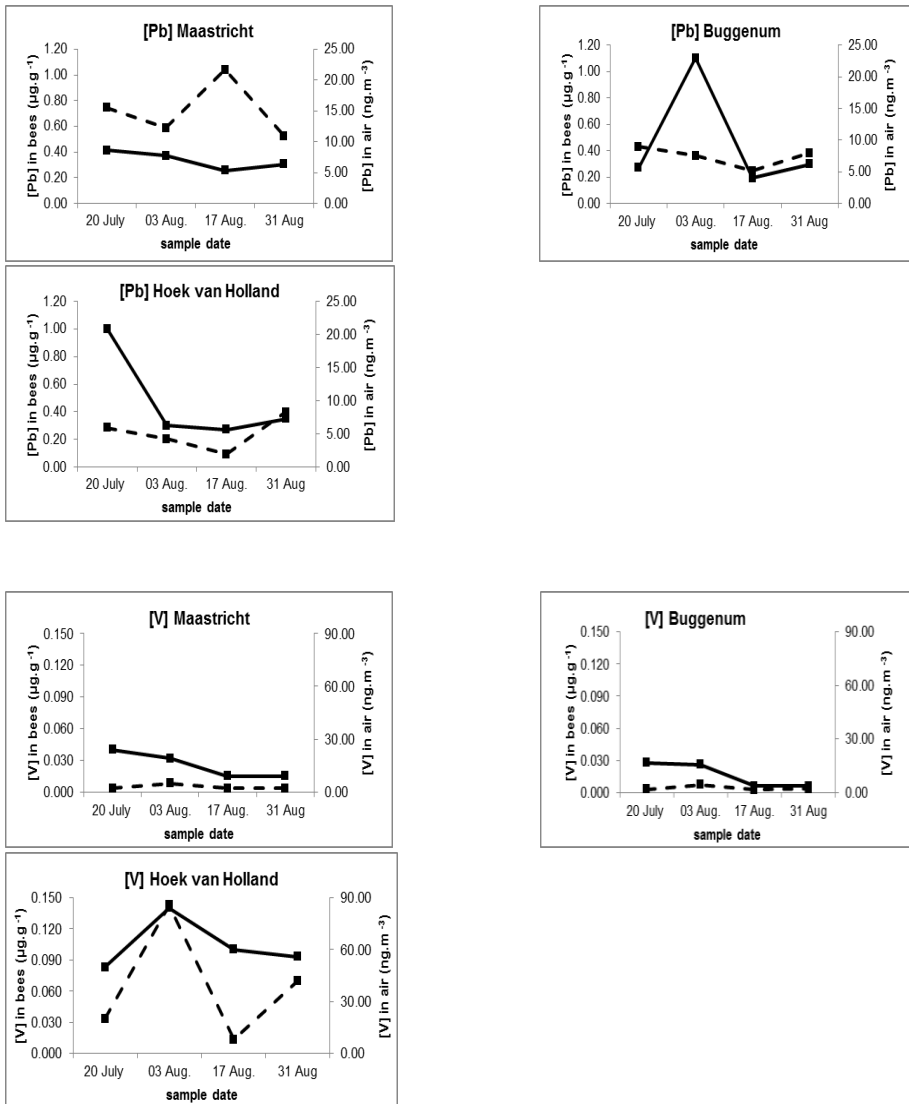 [Pb] Maastricht
[Pb] in bees (µg.g⁻¹)
1.20
1.00
0.80
0.60
0.40
0.20
0.00
25.00
20.00
15.00
10.00
5.00
0.00
[Pb] in air (ng.m⁻³)
20 July 03 Aug. 17 Aug. 31 Aug
sample date
[Pb] Buggenum
[Pb] in bees (µg.g⁻¹)
1.20
1.00
0.80
0.60
0.40
0.20
0.00
25.00
20.00
15.00
10.00
5.00
0.00
[Pb] in air (ng.m⁻³)
20 July 03 Aug. 17 Aug. 31 Aug
sample date
[Pb] Hoek van Holland
[Pb] in bees (µg.g⁻¹)
1.20
1.00
0.80
0.60
0.40
0.20
0.00
25.00
20.00
15.00
10.00
5.00
0.00
[Pb] in air (ng.m⁻³)
20 July 03 Aug. 17 Aug. 31 Aug
sample date
[V] Maastricht
[V] in bees (µg.g⁻¹)
0.150
0.120
0.090
0.060
0.030
0.000
90.00
60.00
30.00
0.00
[V] in air (ng.m⁻³)
20 July 03 Aug. 17 Aug. 31 Aug
sample date
[V] Buggenum
[V] in bees (µg.g⁻¹)
0.150
0.120
0.090
0.060
0.030
0.000
90.00
60.00
30.00
0.00
[V] in air (ng.m⁻³)
20 July 03 Aug. 17 Aug. 31 Aug
sample date
[V] Hoek van Holland
[V] in bees (µg.g⁻¹)
0.150
0.120
0.090
0.060
0.030
0.000
90.00
60.00
30.00
0.00
[V] in air (ng.m⁻³)
20 July 03 Aug. 17 Aug. 31 Aug
sample date